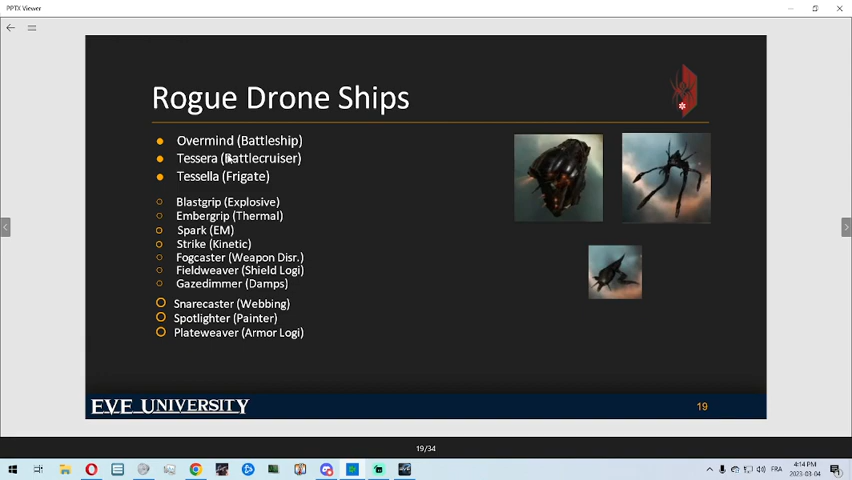 PPTX Viewer
Rogue Drone Ships
Overmind (Battleship)
Tessera (Battlecruiser)
Tessella (Frigate)
Blastgrip (Explosive)
Embergrip (Thermal)
Spark (EM)
Strike (Kinetic)
Fogcaster (Weapon Disr.)
Fieldweaver (Shield Logi)
Gazedimmer (Damps)
Snarecaster (Webbing)
Spotlighter (Painter)
Plateweaver (Armor Logi)
EVE UNIVERSITY
19
19/34
FRA
4:14 PM
2023-03-04